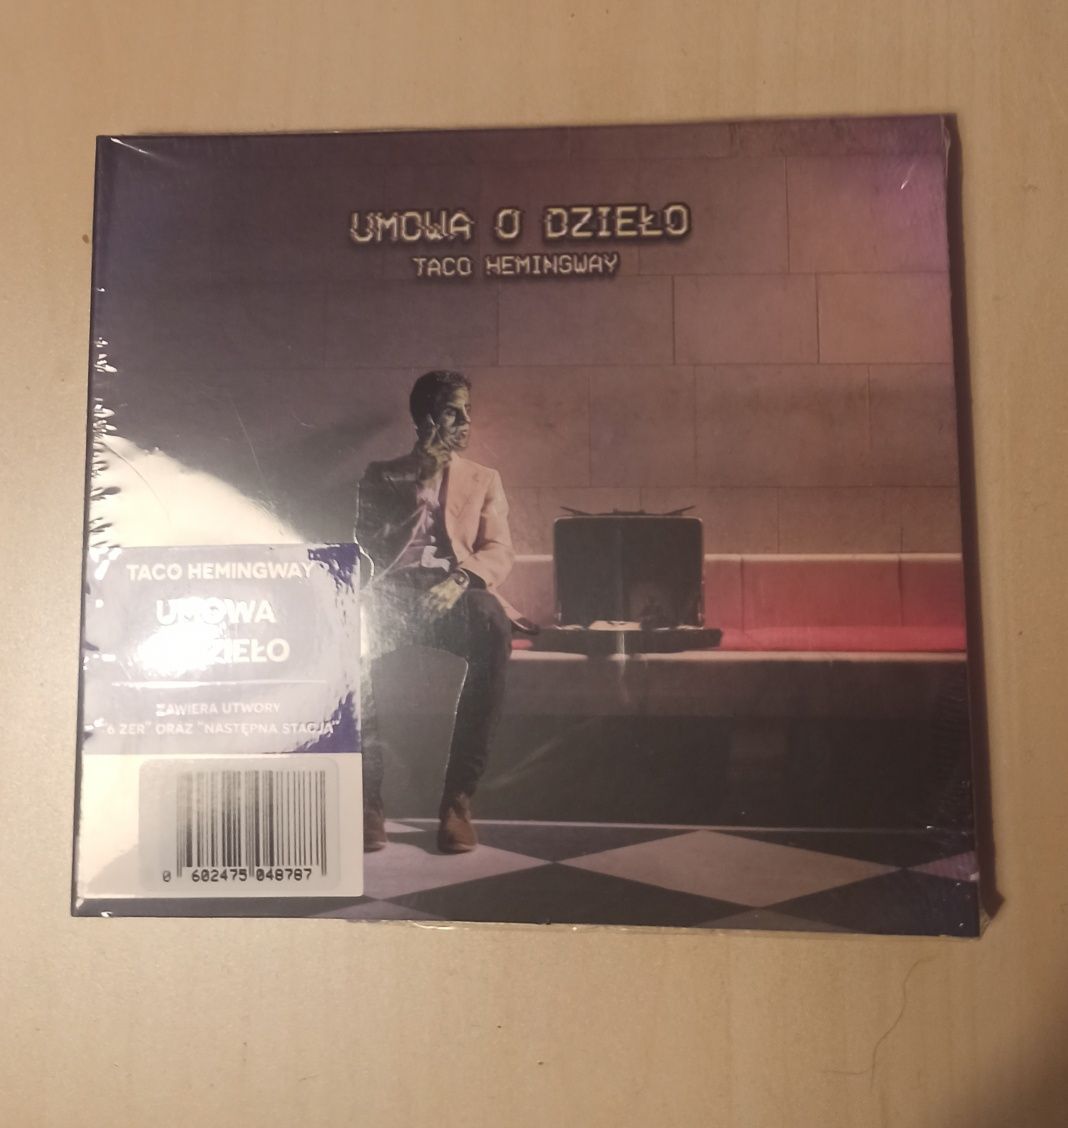 UMOWA O DZIEŁO
TACO HEMINGWAY
TACO HEMINGWAY
UMOWA
O DZIEŁO
ZAWIERA UTWORY
"6 ZER" ORAZ "NASTĘPNA STACJA"
0 602475 048787